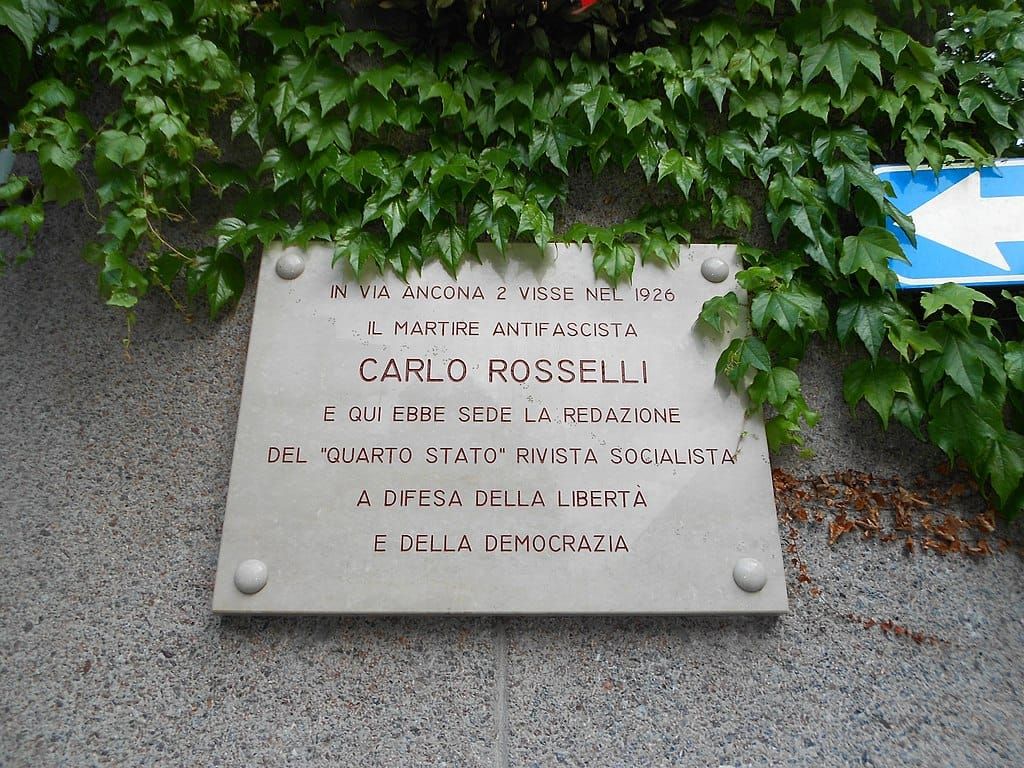 IN VIA ANCONA 2 VISSE NEL 1926
IL MARTIRE ANTIFASCISTA
CARLO ROSSELLI
E QUI EBBE SEDE LA REDAZIONE
DEL "QUARTO STATO" RIVISTA SOCIALISTA
A DIFESA DELLA LIBERTÀ
E DELLA DEMOCRAZIA